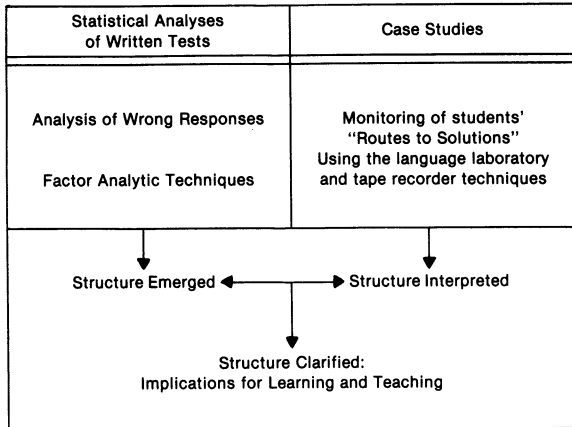 Statistical Analyses
of Written Tests
Case Studies
Analysis of Wrong Responses
Factor Analytic Techniques
Monitoring of students'
"Routes to Solutions"
Using the language laboratory
and tape recorder techniques
Structure Emerged
Structure Interpreted
Structure Clarified:
Implications for Learning and Teaching